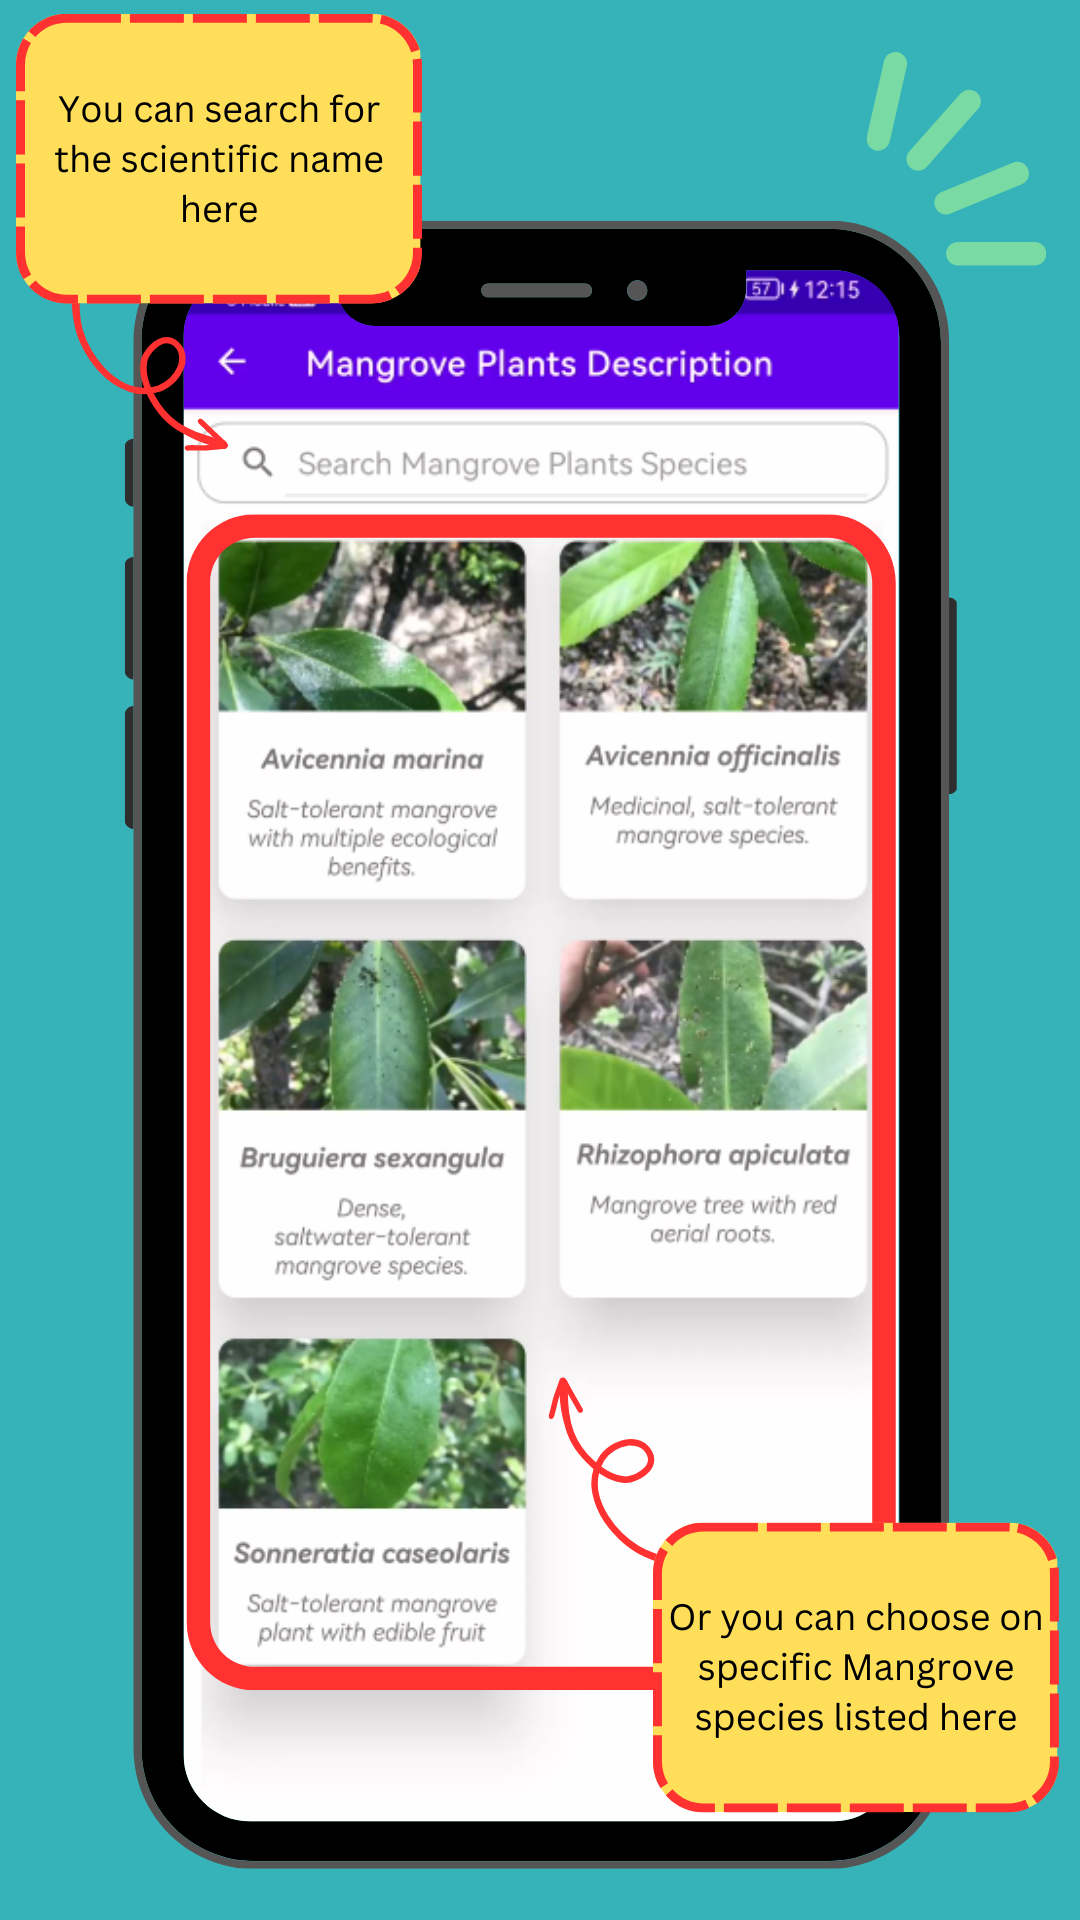 You can search for
the scientific name
here
57 12:15
Mangrove Plants Description
Search Mangrove Plants Species
Avicennia marina
Salt-tolerant mangrove
with multiple ecological
benefits.
Avicennia officinalis
Medicinal, salt-tolerant
mangrove species.
Bruguiera sexangula
Dense,
saltwater-tolerant
mangrove species.
Rhizophora apiculata
Mangrove tree with red
aerial roots.
Sonneratia caseolaris
Salt-tolerant mangrove
plant with edible fruit
Or you can choose on
specific Mangrove
species listed here